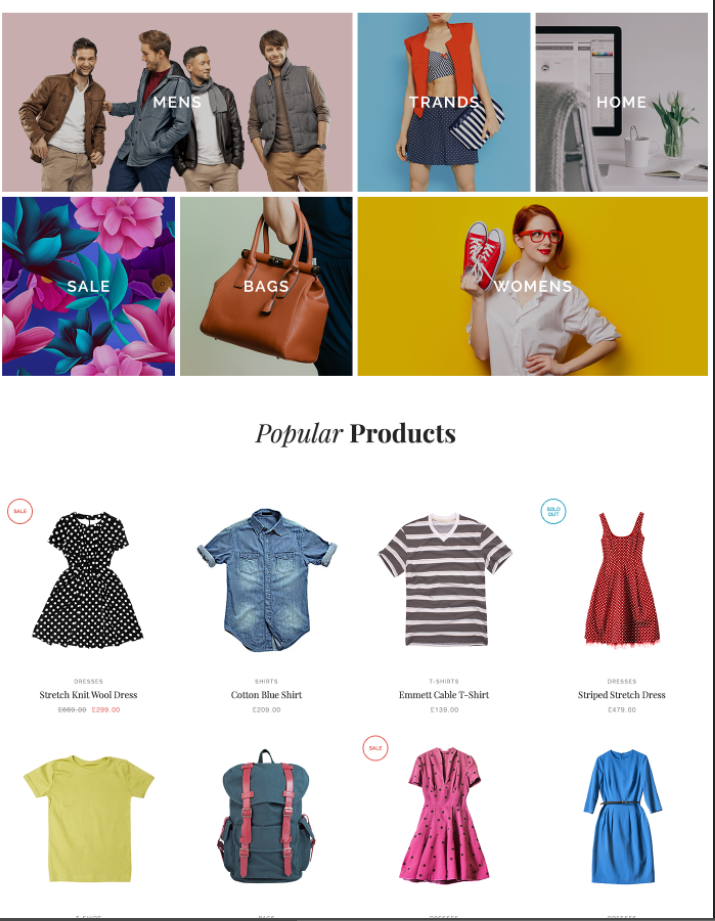 MENS
TRANDS
HOME
SALE
BAGS
WOMENS
Popular Products
SALE
SOLD
OUT
DRESSES
SHIRTS
T-SHIRTS
DRESSES
Stretch Knit Wool Dress
Cotton Blue Shirt
Emmett Cable T-Shirt
Striped Stretch Dress
£669.00 £299.00
£209.00
£139.00
£479.00
SALE